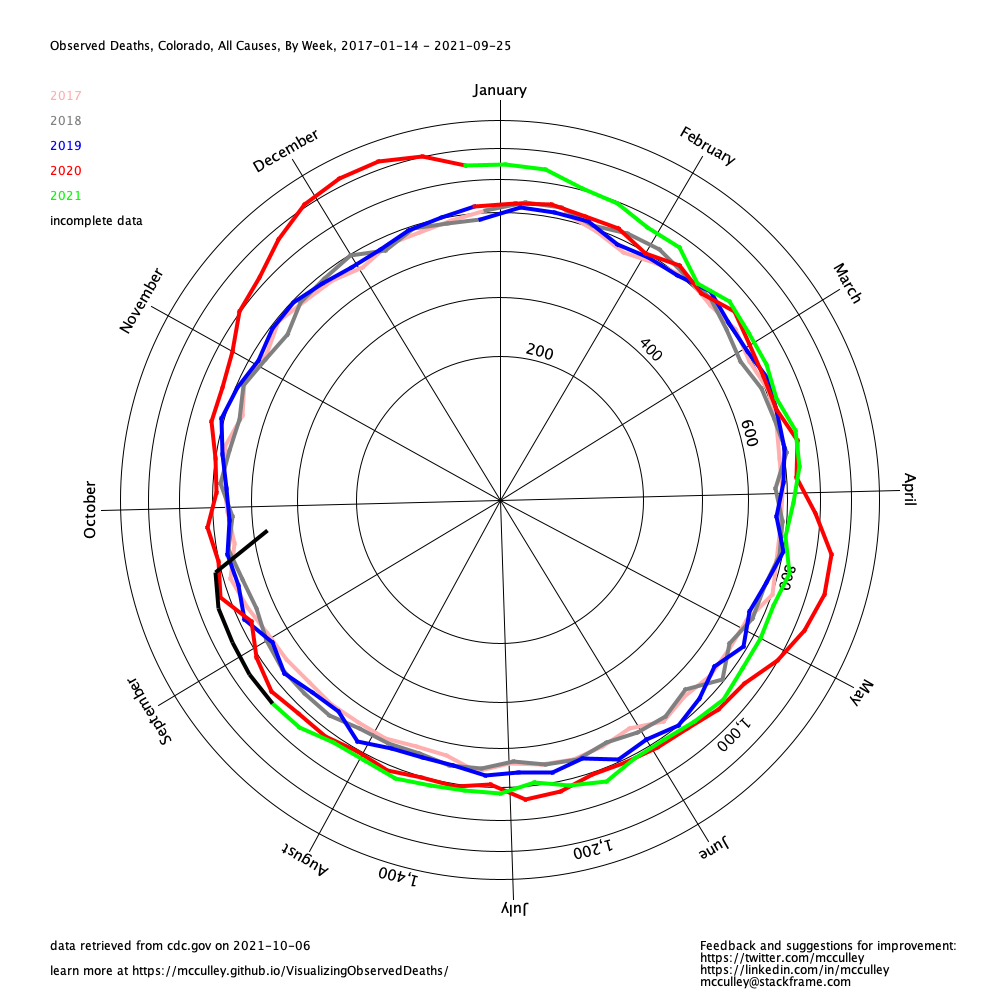 Observed Deaths, Colorado, All Causes, By Week, 2017-01-14 - 2021-09-25
2017
2018
2019
2020
2021
incomplete data
January
February
March
April
May
June
July
August
September
October
November
December
200
400
600
800
1,000
1,200
1,400
data retrieved from cdc.gov on 2021-10-06
learn more at https://mcculley.github.io/VisualizingObservedDeaths/
Feedback and suggestions for improvement:
https://twitter.com/mcculley
https://linkedin.com/in/mcculley
mcculley@stackframe.com